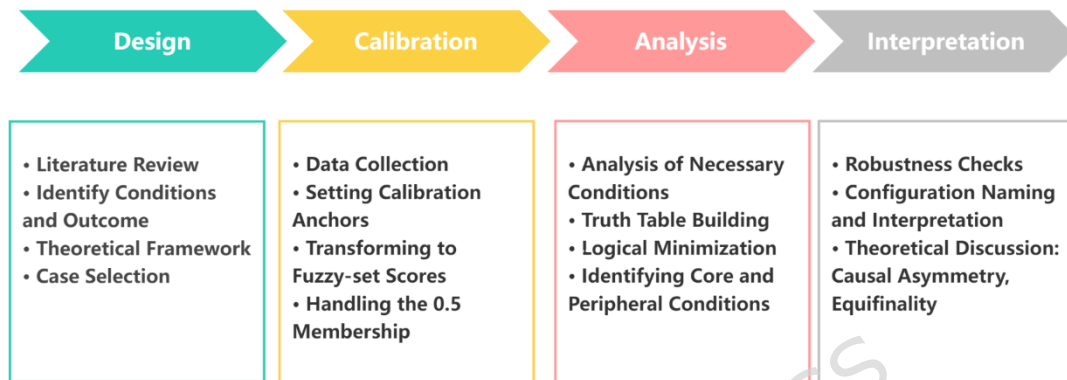 Design
Calibration
Analysis
Interpretation
• Literature Review
• Identify Conditions
and Outcome
• Theoretical Framework
• Case Selection
• Data Collection
• Setting Calibration
Anchors
• Transforming to
Fuzzy-set Scores
• Handling the 0.5
Membership
• Analysis of Necessary
Conditions
• Truth Table Building
• Logical Minimization
• Identifying Core and
Peripheral Conditions
• Robustness Checks
• Configuration Naming
and Interpretation
• Theoretical Discussion:
Causal Asymmetry,
Equifinality